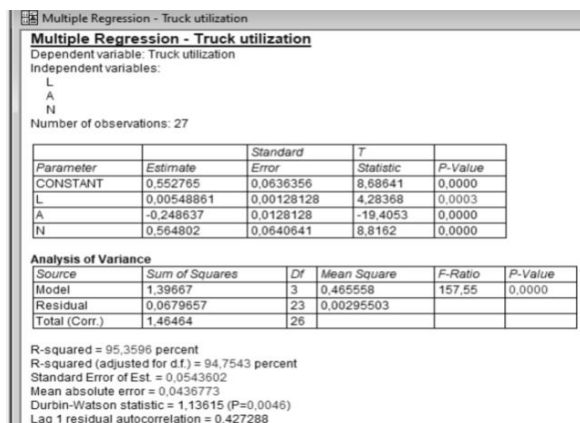 Multiple Regression - Truck utilization
Multiple Regression - Truck utilization
Dependent variable: Truck utilization
Independent variables:
L
A
N
Number of observations: 27
Standard T
Parameter Estimate Error Statistic P-Value
CONSTANT 0,552765 0,0636356 8,68641 0,0000
L 0,00548861 0,00128128 4,28368 0,0003
A -0,248637 0,0128128 -19,4053 0,0000
N 0,564802 0,0640641 8,8162 0,0000
Analysis of Variance
Source Sum of Squares Df Mean Square F-Ratio P-Value
Model 1,39667 3 0,465558 157,55 0,0000
Residual 0,0679657 23 0,00295503
Total (Corr.) 1,46464 26
R-squared = 95,3596 percent
R-squared (adjusted for d.f.) = 94,7543 percent
Standard Error of Est. = 0,0543602
Mean absolute error = 0,0436773
Durbin-Watson statistic = 1,13615 (P=0,0046)
Lag 1 residual autocorrelation = 0,427288